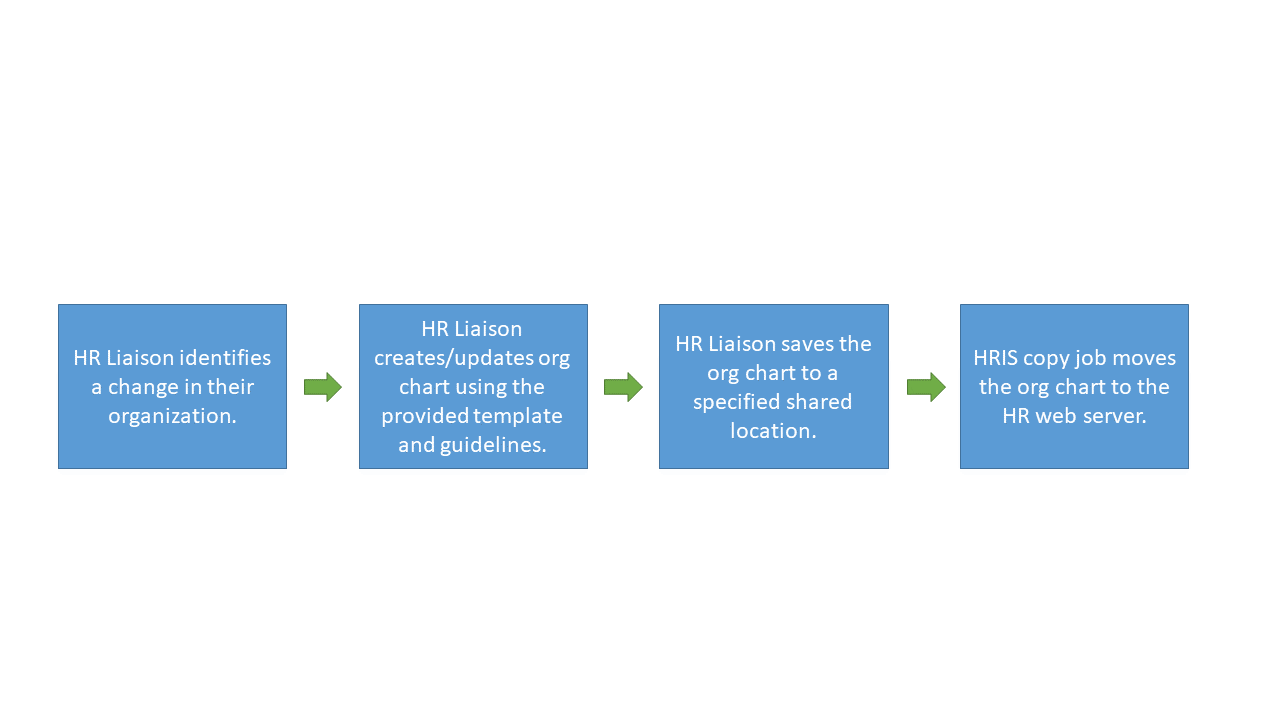 HR Liaison identifies
a change in their
organization.
HR Liaison
creates/updates org
chart using the
provided template
and guidelines.
HR Liaison saves the
org chart to a
specified shared
location.
HRIS copy job moves
the org chart to the
HR web server.